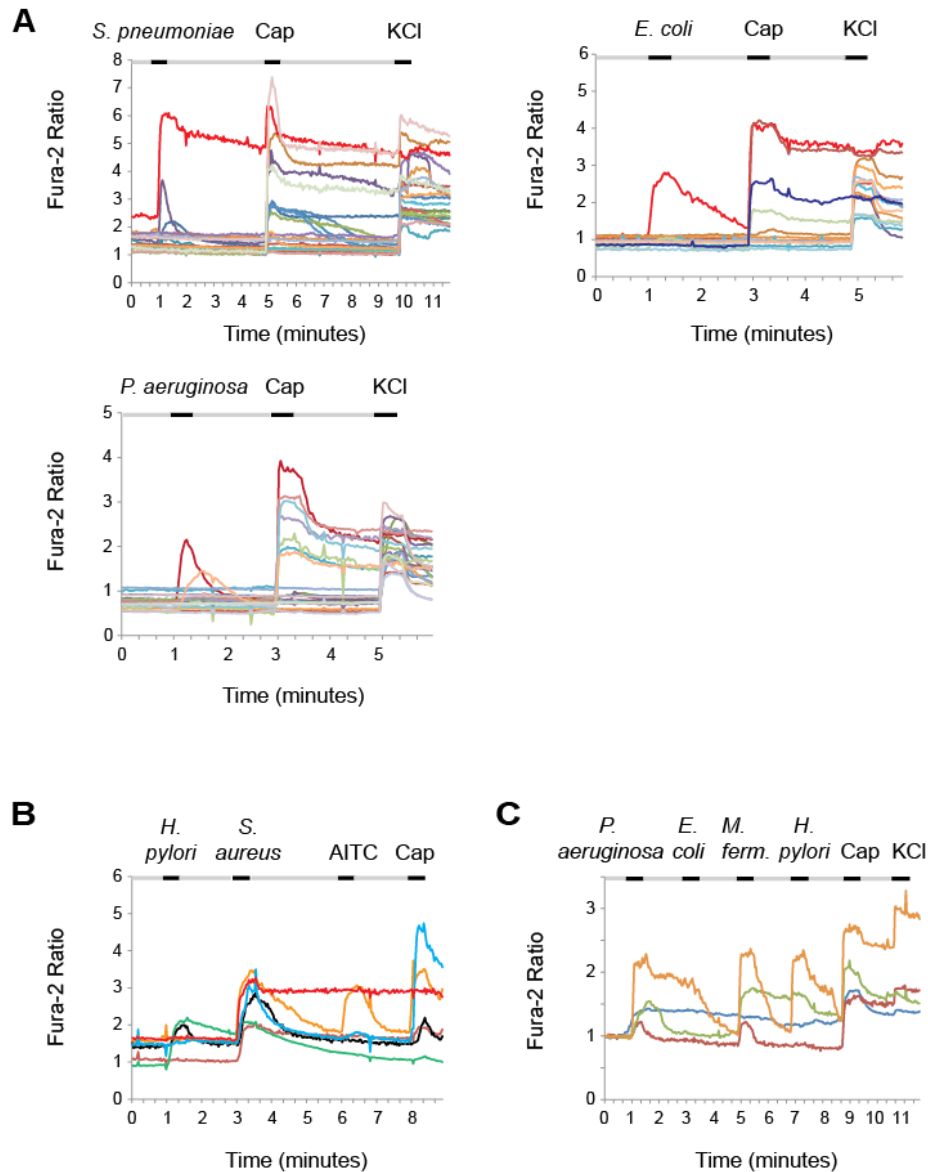 A
S. pneumoniae Cap KCl
8
7
6
5
4
3
2
1
0
Fura-2 Ratio
0 1 2 3 4 5 6 7 8 9 10 11
Time (minutes)
E. coli Cap KCl
6
5
4
3
2
1
0
Fura-2 Ratio
0 1 2 3 4 5
Time (minutes)
P. aeruginosa Cap KCl
5
4
3
2
1
0
Fura-2 Ratio
0 1 2 3 4 5
Time (minutes)
B
H. S.
pylori aureus AITC Cap
6
5
4
3
2
1
0
Fura-2 Ratio
0 1 2 3 4 5 6 7 8
Time (minutes)
C
P. E. M. H.
aeruginosa coli ferm. pylori Cap KCl
3
2
1
0
Fura-2 Ratio
0 1 2 3 4 5 6 7 8 9 10 11
Time (minutes)